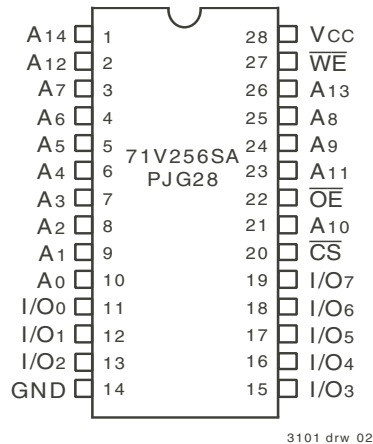 A14 1 28 VCC
A12 2 27 WE
A7 3 26 A13
A6 4 25 A8
A5 5 24 A9
A4 6 23 A11
A3 7 22 OE
A2 8 21 A10
A1 9 20 CS
A0 10 19 I/O7
I/O0 11 18 I/O6
I/O1 12 17 I/O5
I/O2 13 16 I/O4
GND 14 15 I/O3
71V256SA
PJG28
3101 drw 02